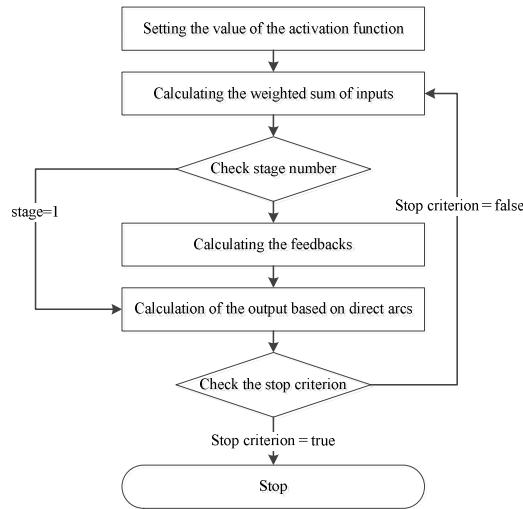 Setting the value of the activation function
Calculating the weighted sum of inputs
Check stage number
stage=1
Stop criterion = false
Calculating the feedbacks
Calculation of the output based on direct arcs
Check the stop criterion
Stop criterion = true
Stop